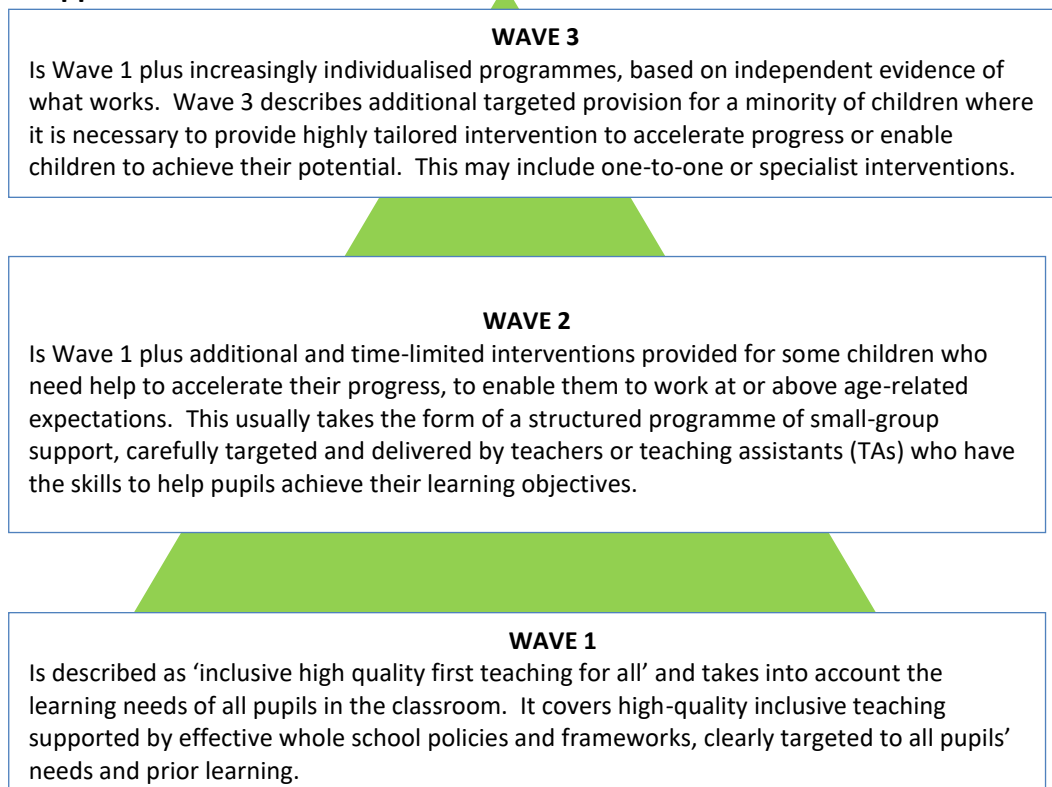 WAVE 3
Is Wave 1 plus increasingly individualised programmes, based on independent evidence of
what works.  Wave 3 describes additional targeted provision for a minority of children where
it is necessary to provide highly tailored intervention to accelerate progress or enable
children to achieve their potential.  This may include one-to-one or specialist interventions.
WAVE 2
Is Wave 1 plus additional and time-limited interventions provided for some children who
need help to accelerate their progress, to enable them to work at or above age-related
expectations.  This usually takes the form of a structured programme of small-group
support, carefully targeted and delivered by teachers or teaching assistants (TAs) who have
the skills to help pupils achieve their learning objectives.
WAVE 1
Is described as ‘inclusive high quality first teaching for all’ and takes into account the
learning needs of all pupils in the classroom.  It covers high-quality inclusive teaching
supported by effective whole school policies and frameworks, clearly targeted to all pupils’
needs and prior learning.